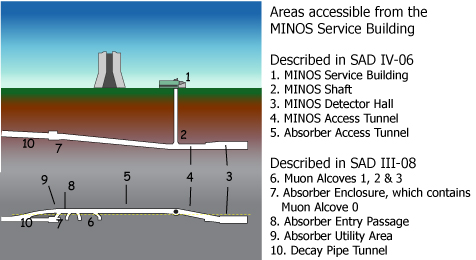 Areas accessible from the
MINOS Service Building
Described in SAD IV-06
1. MINOS Service Building
2. MINOS Shaft
3. MINOS Detector Hall
4. MINOS Access Tunnel
5. Absorber Access Tunnel
Described in SAD III-08
6. Muon Alcoves 1, 2 & 3
7. Absorber Enclosure, which contains
Muon Alcove 0
8. Absorber Entry Passage
9. Absorber Utility Area
10. Decay Pipe Tunnel
1
2
10 7
9 8 5 4 3
10 7 6